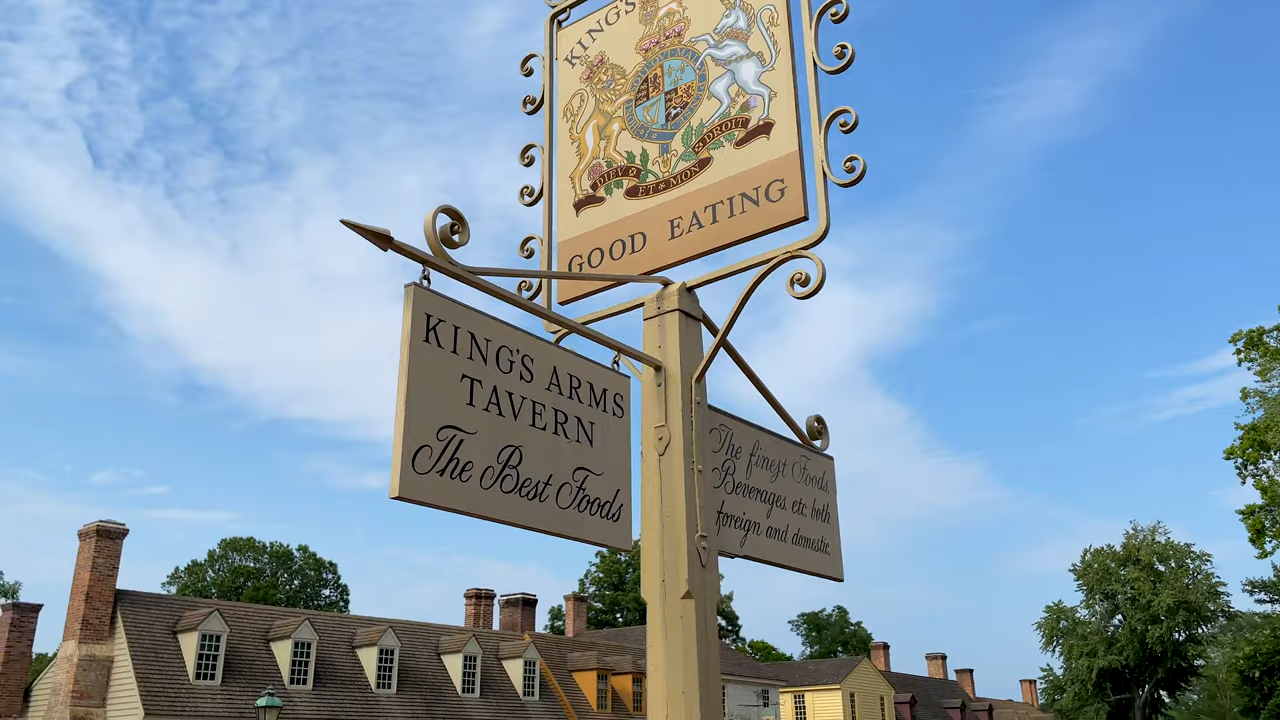 KING'S
DIEV ET MON DROIT
GOOD EATING
KING'S ARMS
TAVERN
The Best Foods
The finest Foods,
Beverages, etc. both
foreign and domestic.